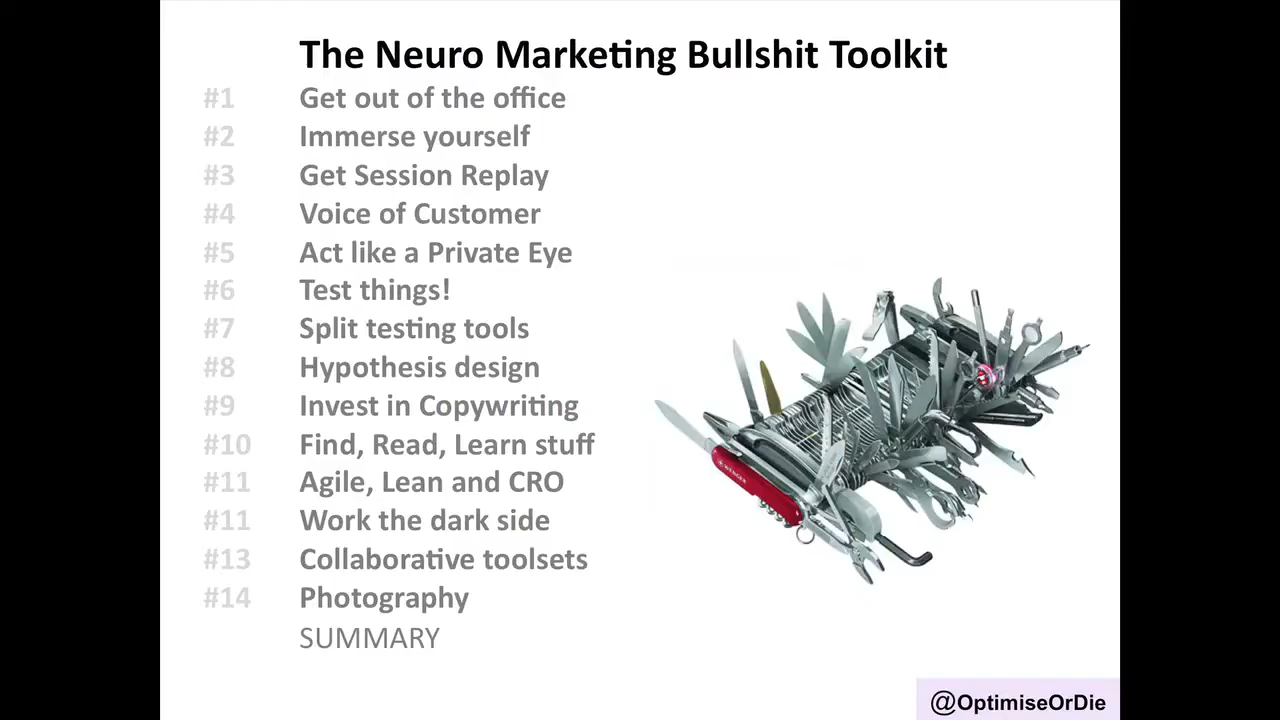 The Neuro Marketing Bullshit Toolkit
#1 Get out of the office
#2 Immerse yourself
#3 Get Session Replay
#4 Voice of Customer
#5 Act like a Private Eye
#6 Test things!
#7 Split testing tools
#8 Hypothesis design
#9 Invest in Copywriting
#10 Find, Read, Learn stuff
#11 Agile, Lean and CRO
#11 Work the dark side
#13 Collaborative toolsets
#14 Photography
SUMMARY
WENGER
@OptimiseOrDie